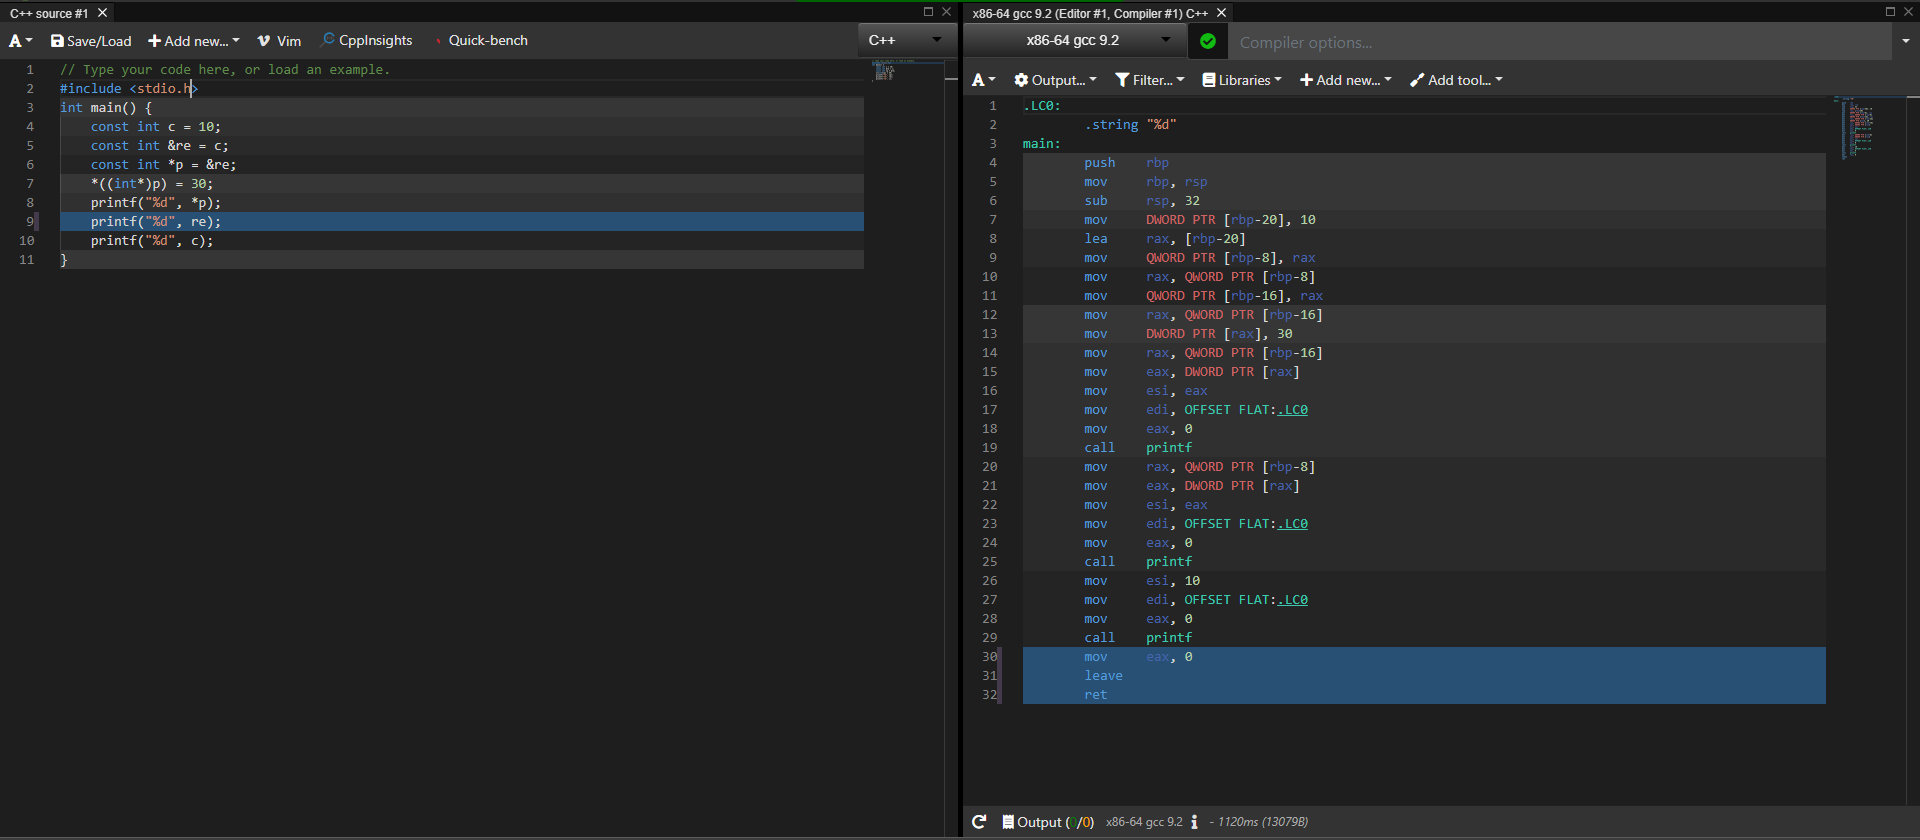 C++ source #1 X
A Save/Load Add new... Vim CppInsights Quick-bench C++
1 // Type your code here, or load an example.
2 #include <stdio.h>
3 int main() {
4 const int c = 10;
5 const int &re = c;
6 const int *p = &re;
7 *((int*)p) = 30;
8 printf("%d", *p);
9 printf("%d", re);
10 printf("%d", c);
11 }
x86-64 gcc 9.2 (Editor #1, Compiler #1) C++ X
x86-64 gcc 9.2 Compiler options...
A Output... Filter... Libraries Add new... Add tool...
1 .LC0:
2 .string "%d"
3 main:
4 push rbp
5 mov rbp, rsp
6 sub rsp, 32
7 mov DWORD PTR [rbp-20], 10
8 lea rax, [rbp-20]
9 mov QWORD PTR [rbp-8], rax
10 mov rax, QWORD PTR [rbp-8]
11 mov QWORD PTR [rbp-16], rax
12 mov rax, QWORD PTR [rbp-16]
13 mov DWORD PTR [rax], 30
14 mov rax, QWORD PTR [rbp-16]
15 mov eax, DWORD PTR [rax]
16 mov esi, eax
17 mov edi, OFFSET FLAT:.LC0
18 mov eax, 0
19 call printf
20 mov rax, QWORD PTR [rbp-8]
21 mov eax, DWORD PTR [rax]
22 mov esi, eax
23 mov edi, OFFSET FLAT:.LC0
24 mov eax, 0
25 call printf
26 mov esi, 10
27 mov edi, OFFSET FLAT:.LC0
28 mov eax, 0
29 call printf
30 mov eax, 0
31 leave
32 ret
Output (0/0) x86-64 gcc 9.2 i - 1120ms (13079B)